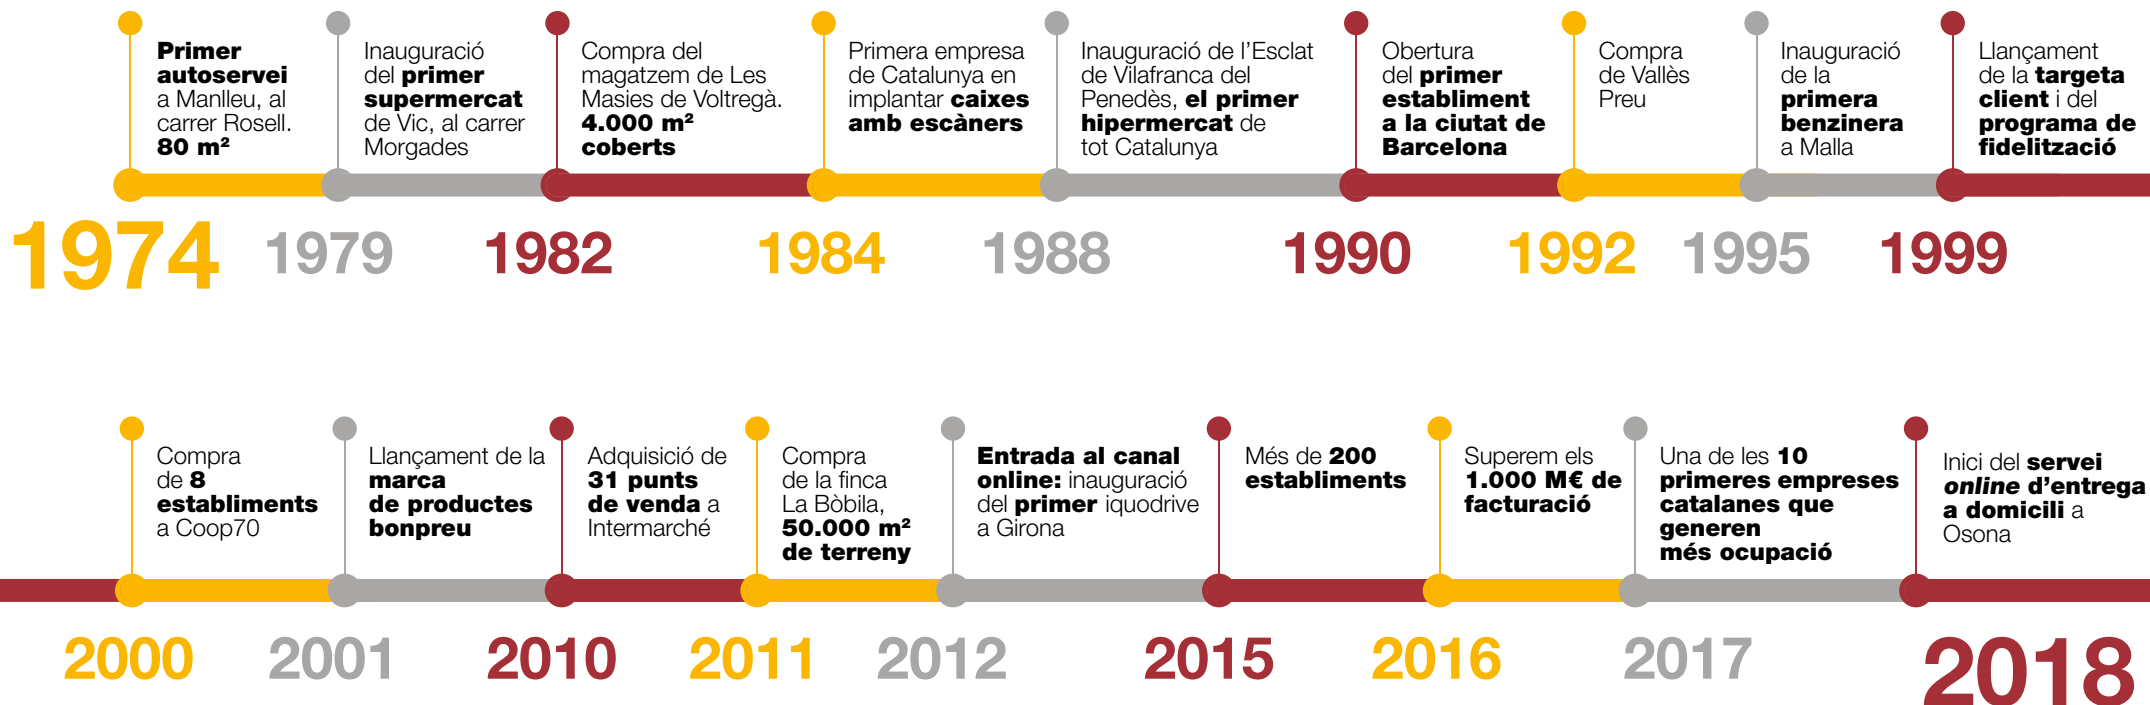 Primer
autoservei
a Manlleu, al
carrer Rosell.
80 m²
1974
Inauguració
del primer
supermercat
de Vic, al carrer
Morgades
1979
Compra del
magatzem de Les
Masies de Voltregà.
4.000 m²
coberts
1982
Primera empresa
de Catalunya en
implantar caixes
amb escàners
1984
Inauguració de l’Esclat
de Vilafranca del
Penedès, el primer
hipermercat de
tot Catalunya
1988
Obertura
del primer
establiment
a la ciutat de
Barcelona
1990
Compra
de Vallès
Preu
1992
Inauguració
de la
primera
benzinera
a Malla
1995
Llançament
de la targeta
client i del
programa de
fidelització
1999
Compra
de 8
establiments
a Coop70
2000
Llançament de la
marca
de productes
bonpreu
2001
Adquisició de
31 punts
de venda a
Intermarché
2010
Compra
de la finca
La Bòbila,
50.000 m²
de terreny
2011
Entrada al canal
online: inauguració
del primer iquodrive
a Girona
2012
Més de 200
establiments
2015
Superem els
1.000 M€ de
facturació
2016
Una de les 10
primeres empreses
catalanes que
generen
més ocupació
2017
Inici del servei
online d’entrega
a domicili a
Osona
2018